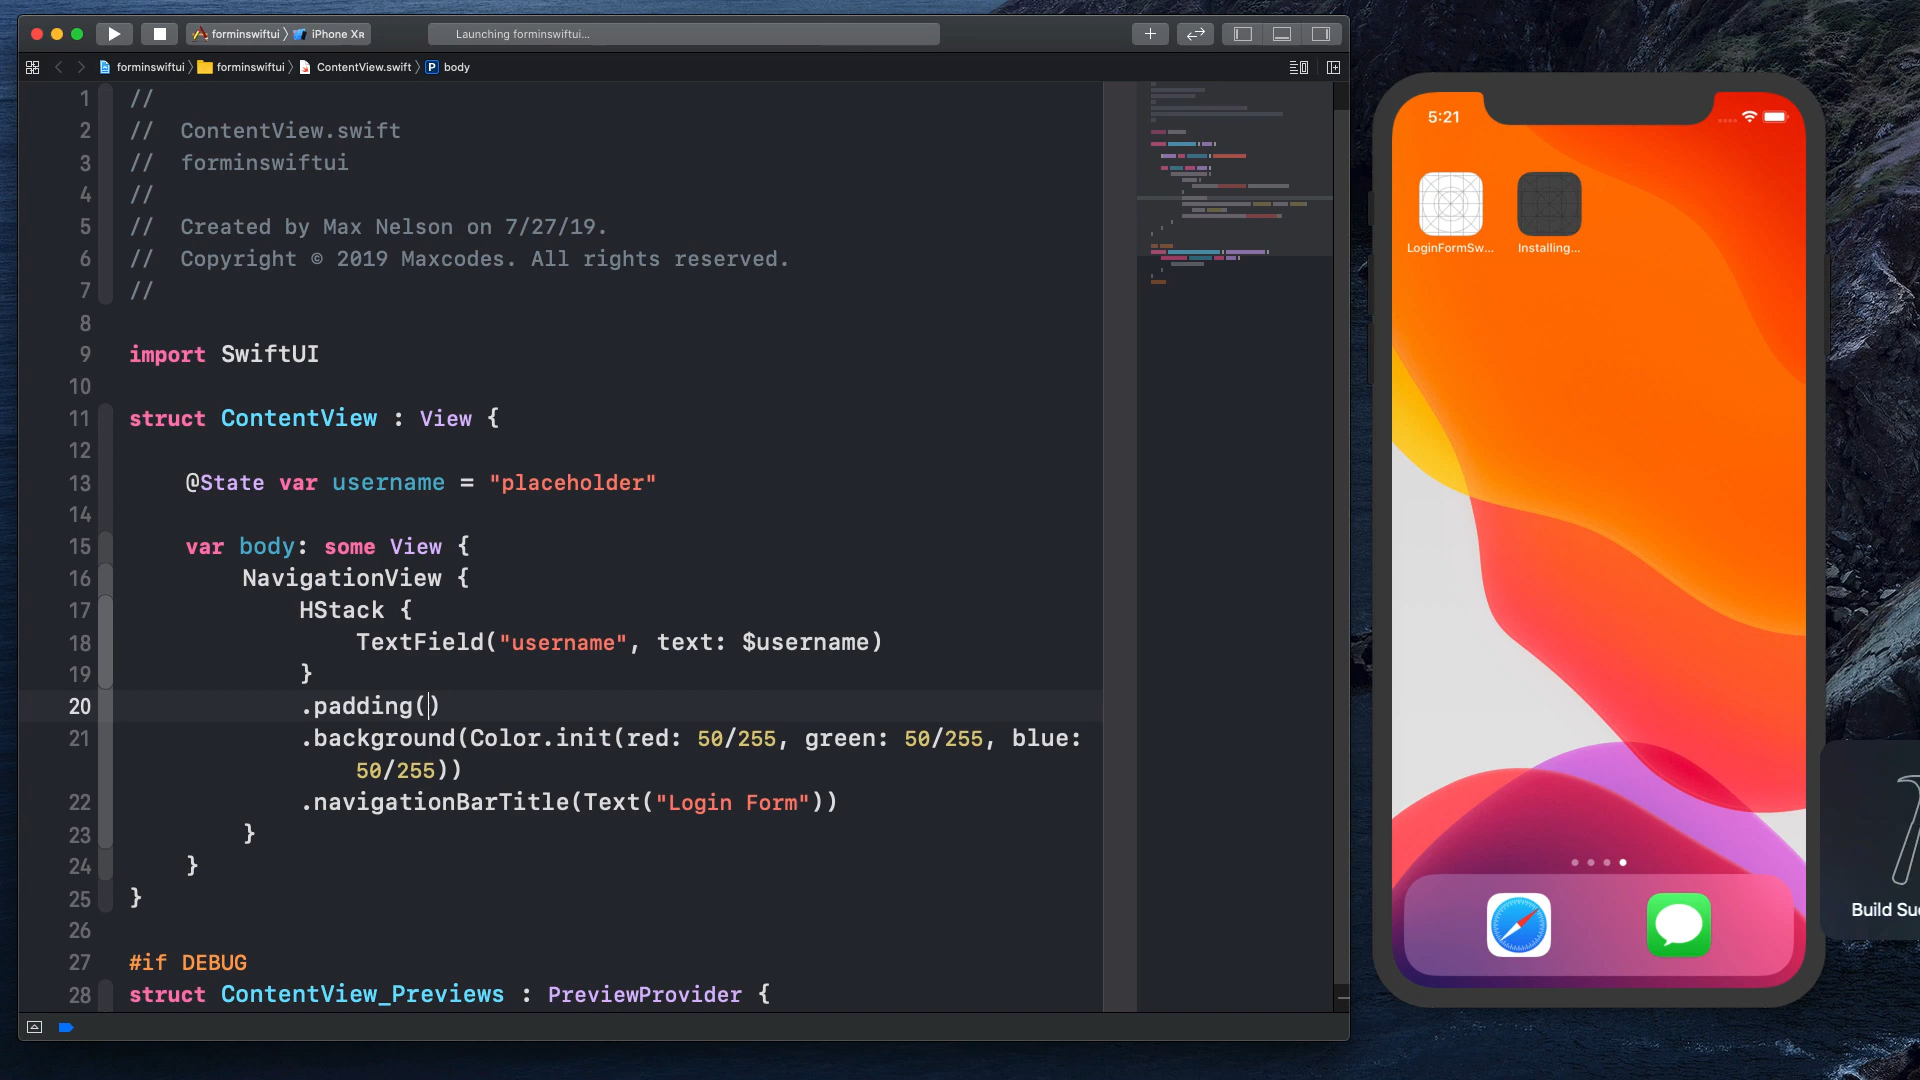 forminswiftui 〉 iPhone Xʀ
Launching forminswiftui...
forminswiftui 〉 forminswiftui 〉 ContentView.swift 〉 P body
1 //
2 //  ContentView.swift
3 //  forminswiftui
4 //
5 //  Created by Max Nelson on 7/27/19.
6 //  Copyright © 2019 Maxcodes. All rights reserved.
7 //
8
9 import SwiftUI
10
11 struct ContentView : View {
12
13     @State var username = "placeholder"
14
15     var body: some View {
16         NavigationView {
17             HStack {
18                 TextField("username", text: $username)
19             }
20             .padding()
21             .background(Color.init(red: 50/255, green: 50/255, blue:
50/255))
22             .navigationBarTitle(Text("Login Form"))
23         }
24     }
25 }
26
27 #if DEBUG
28 struct ContentView_Previews : PreviewProvider {
5:21
LoginFormSw...
Installing...
Build Su